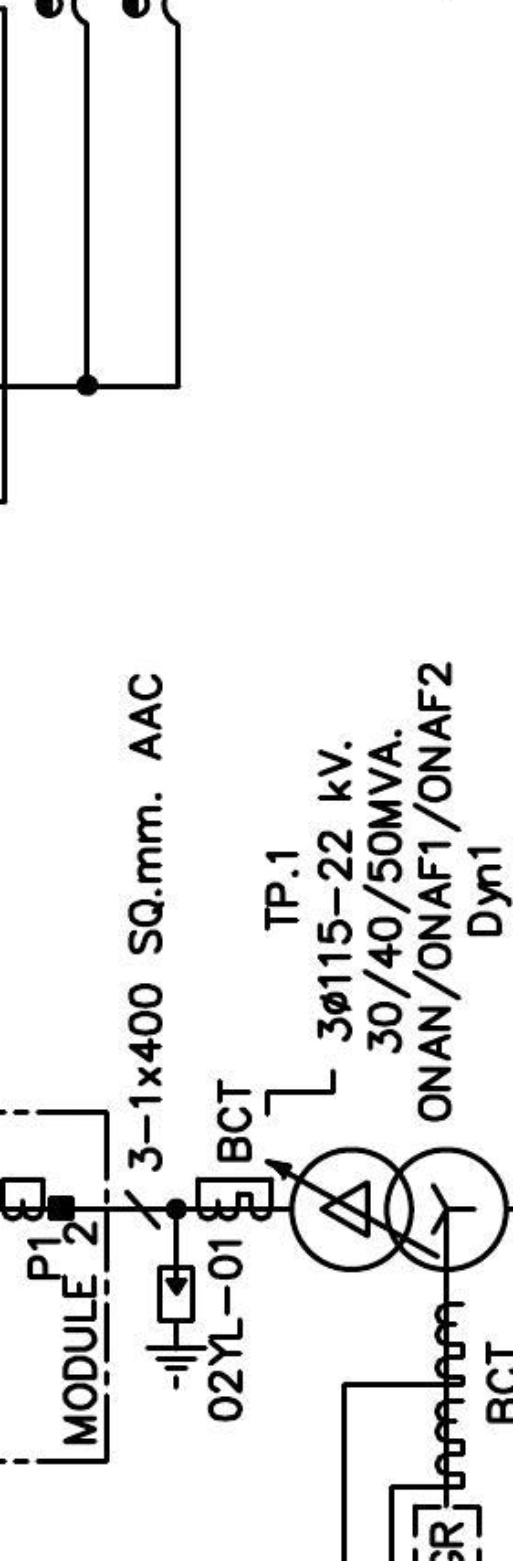 3-1x400 SQ.mm. AAC
TP.1
3ø115-22 kV.
30/40/50MVA.
ONAN/ONAF1/ONAF2
Dyn1
BCT
P1
MODULE 2
02YL-01
BCT